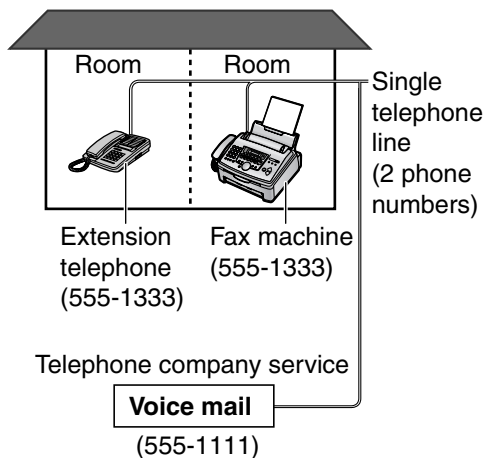 Room
Room
Single
telephone
line
(2 phone
numbers)
Extension
telephone
(555-1333)
Fax machine
(555-1333)
Telephone company service
Voice mail
(555-1111)